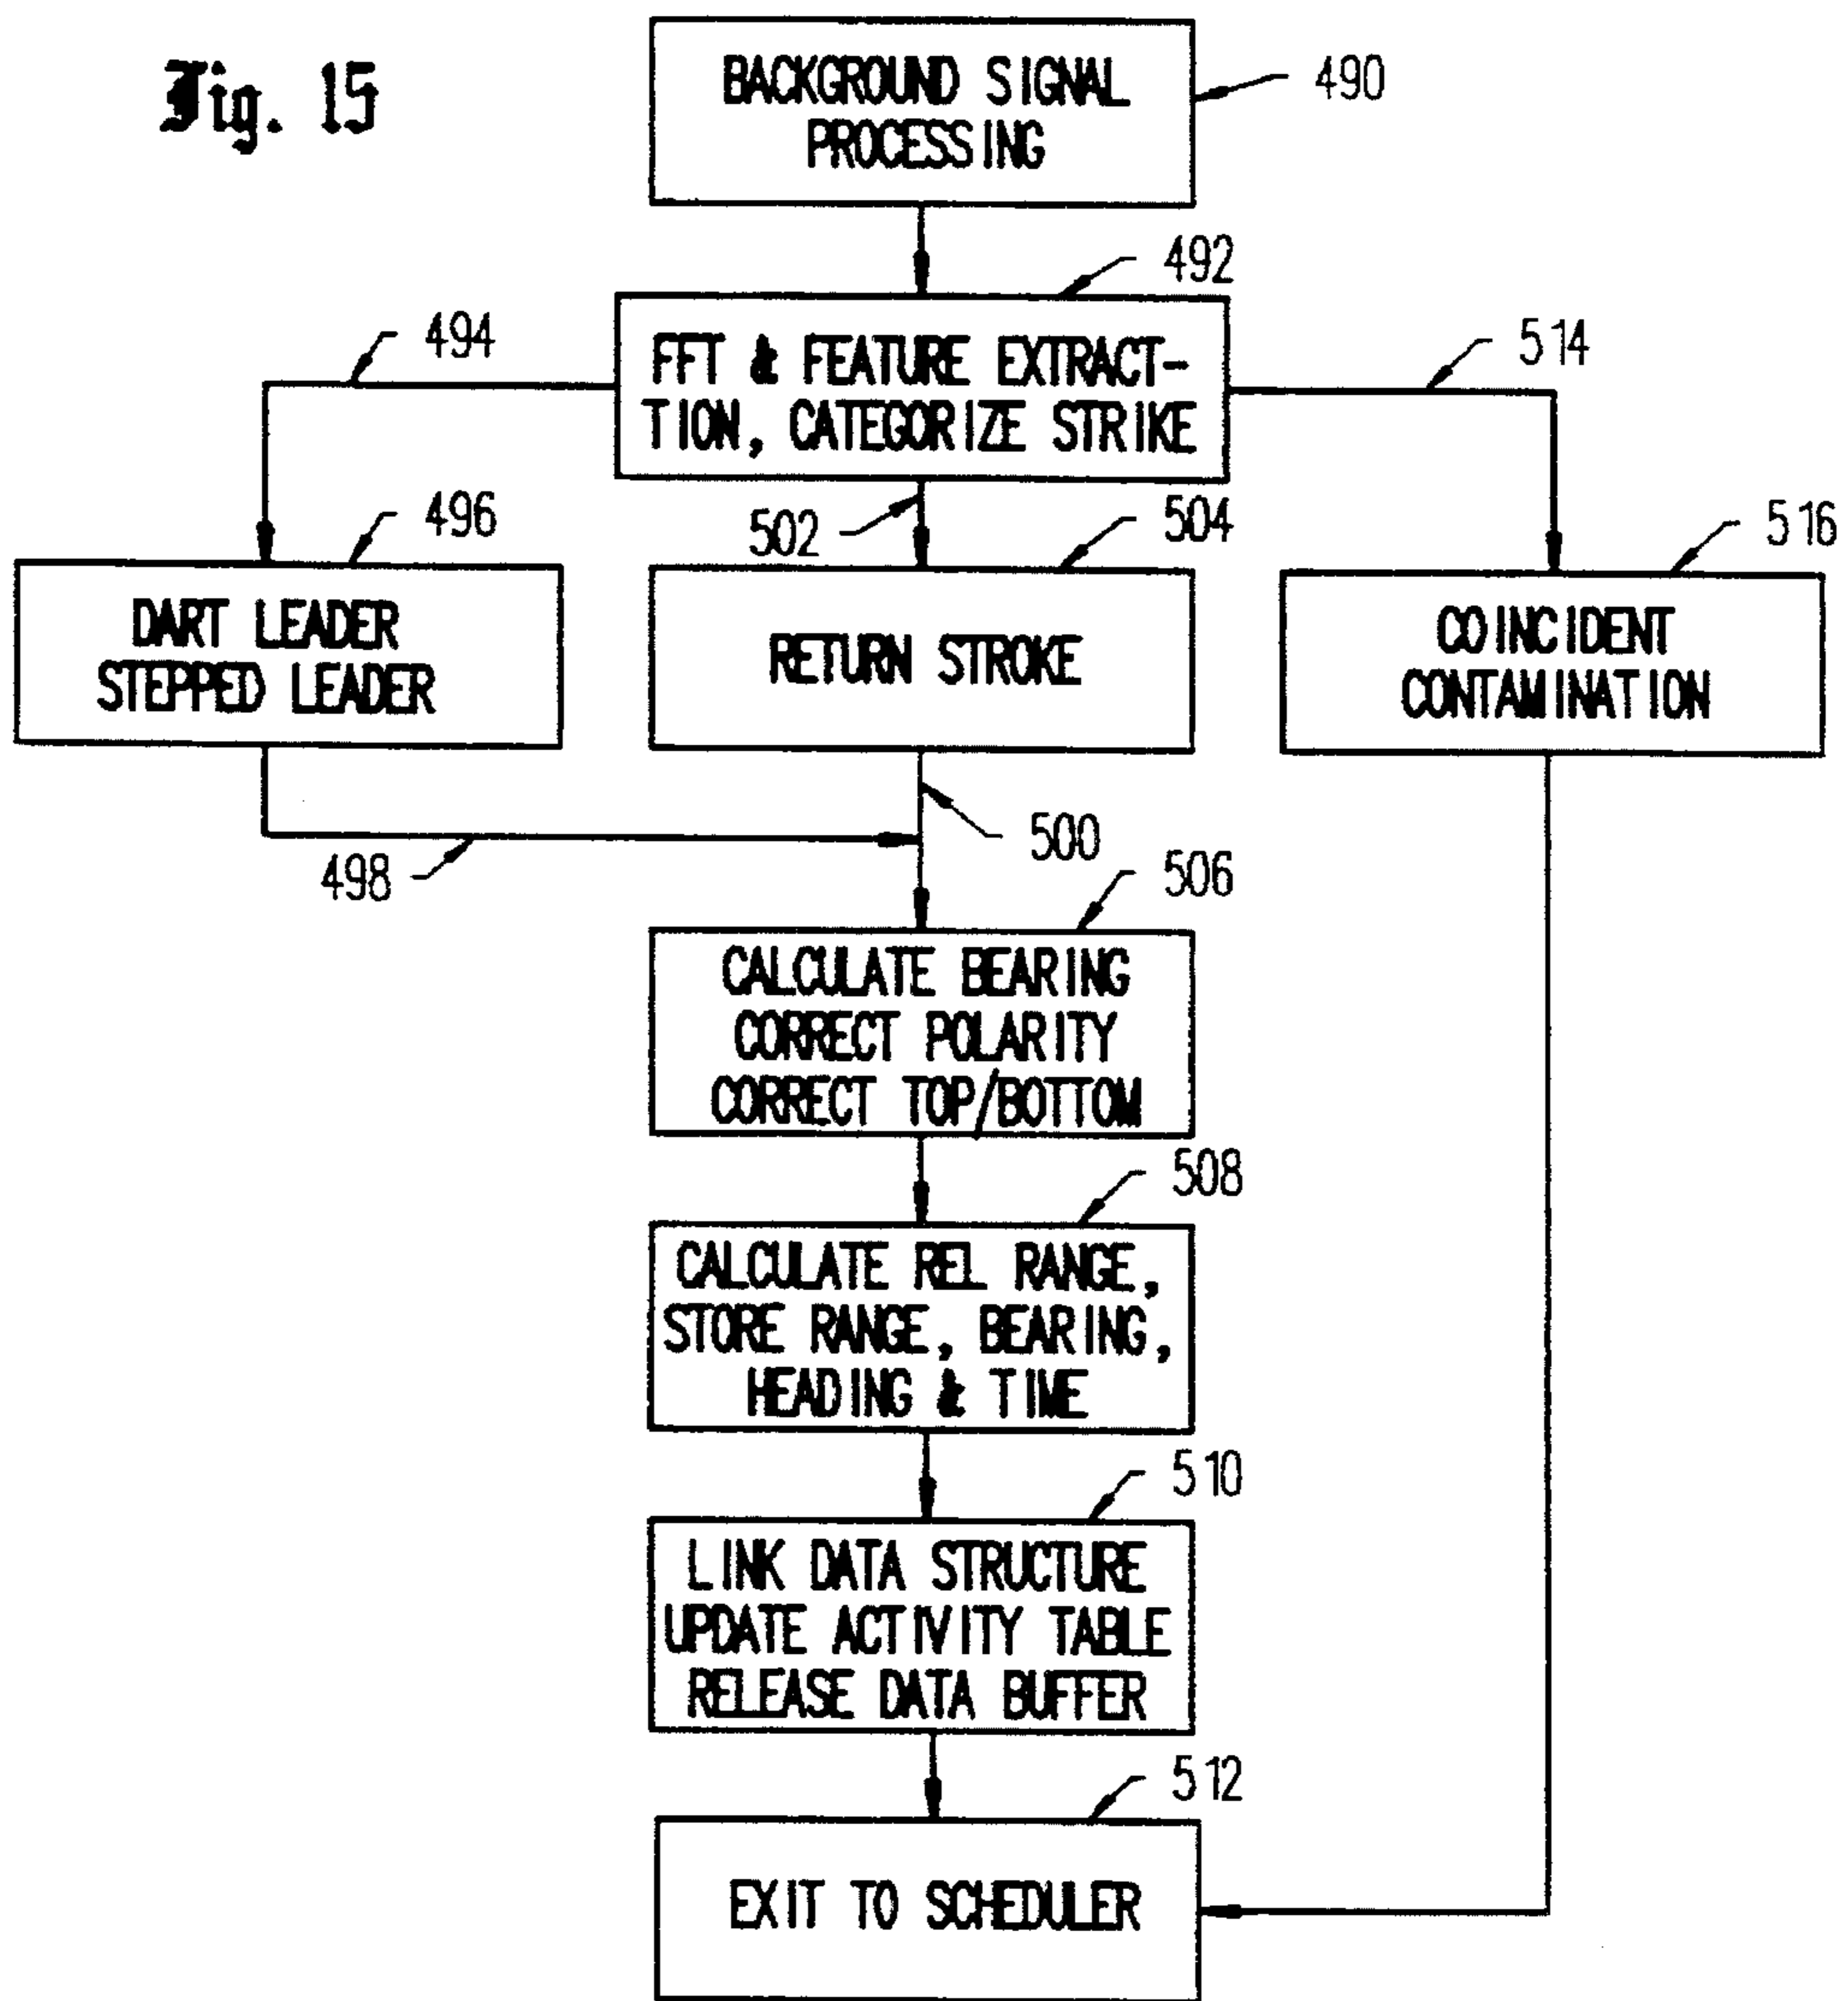 Fig. 15
BACKGROUND SIGNAL
PROCESSING
490
492
FFT & FEATURE EXTRACT-
TION, CATEGORIZE STRIKE
494
514
496
502
504
516
DART LEADER
STEPPED LEADER
RETURN STROKE
COINCIDENT
CONTAMINATION
498
500
506
CALCULATE BEARING
CORRECT POLARITY
CORRECT TOP/BOTTOM
508
CALCULATE REL RANGE,
STORE RANGE, BEARING,
HEADING & TIME
510
LINK DATA STRUCTURE
UPDATE ACTIVITY TABLE
RELEASE DATA BUFFER
512
EXIT TO SCHEDULER